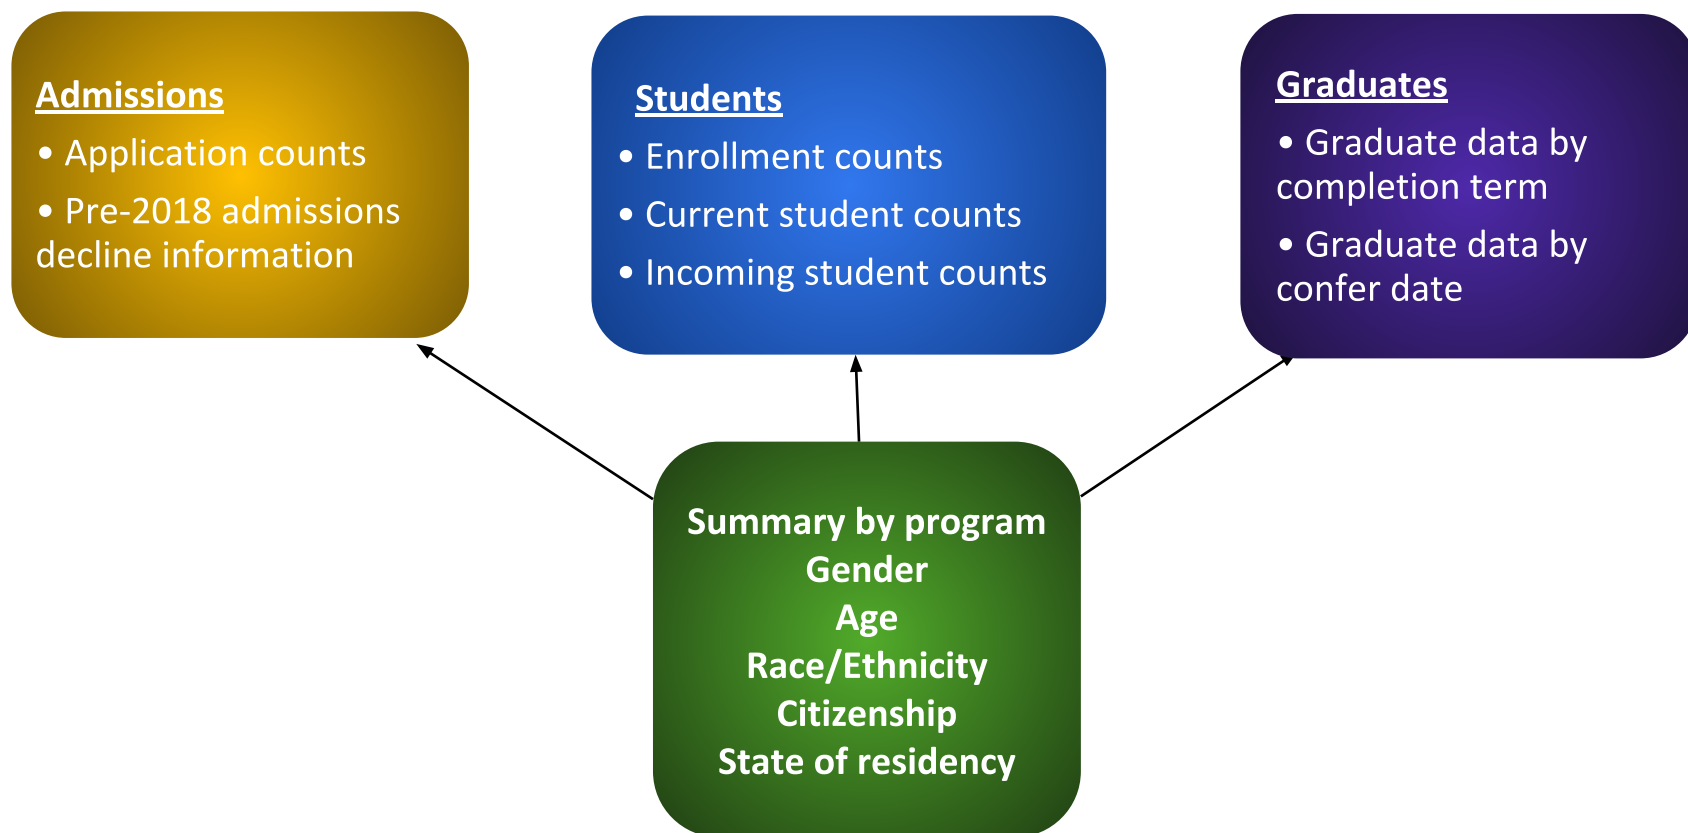 Admissions
• Application counts
• Pre-2018 admissions
decline information
Students
• Enrollment counts
• Current student counts
• Incoming student counts
Graduates
• Graduate data by
completion term
• Graduate data by
confer date
Summary by program
Gender
Age
Race/Ethnicity
Citizenship
State of residency